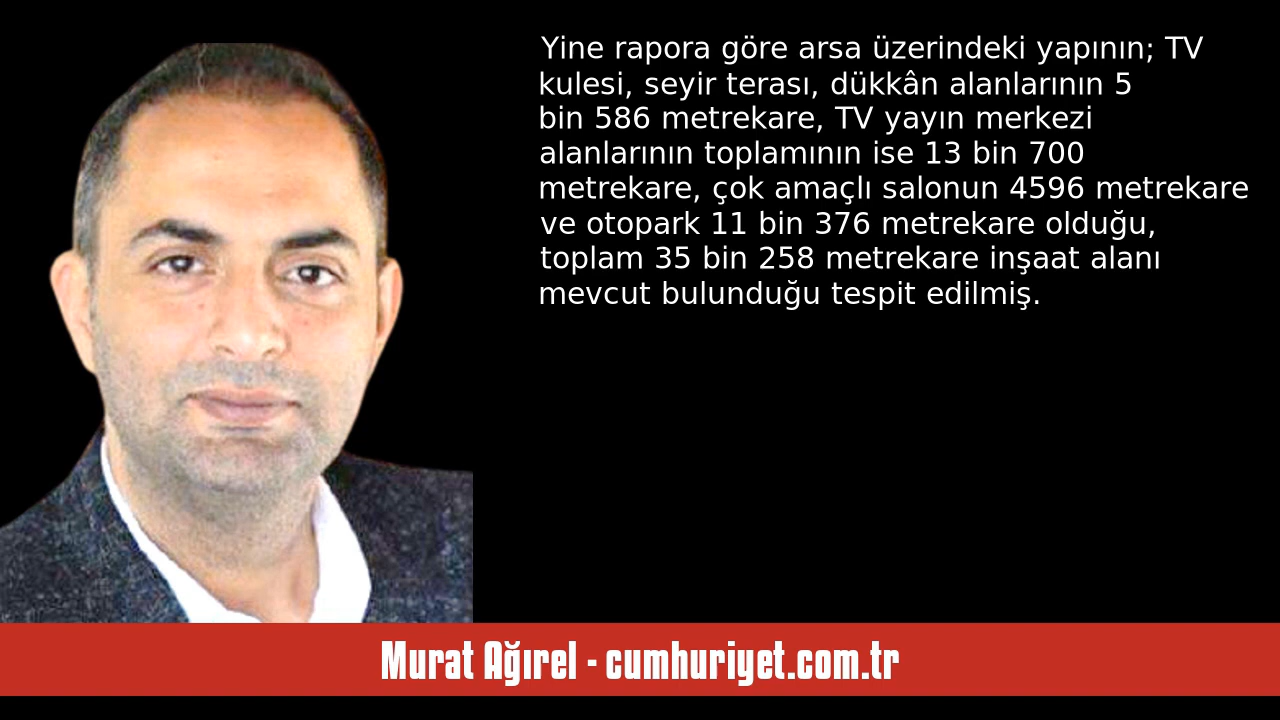 Yine rapora göre arsa üzerindeki yapının; TV
kulesi, seyir terası, dükkân alanlarının 5
bin 586 metrekare, TV yayın merkezi
alanlarının toplamının ise 13 bin 700
metrekare, çok amaçlı salonun 4596 metrekare
ve otopark 11 bin 376 metrekare olduğu,
toplam 35 bin 258 metrekare inşaat alanı
mevcut bulunduğu tespit edilmiş.
Murat Ağırel - cumhuriyet.com.tr